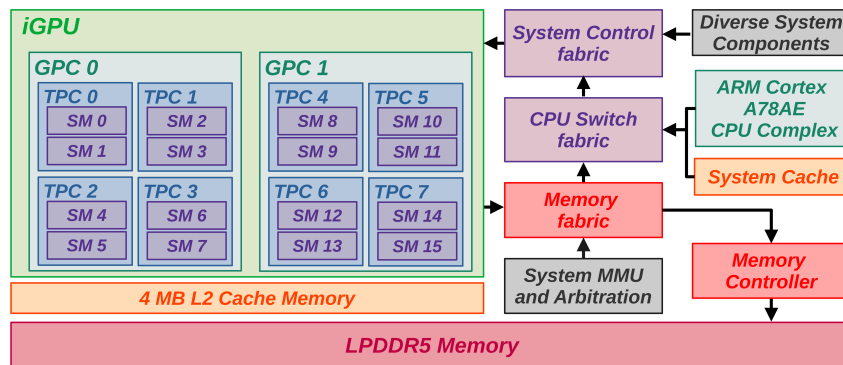 iGPU
GPC 0
TPC 0
SM 0
SM 1
TPC 1
SM 2
SM 3
TPC 2
SM 4
SM 5
TPC 3
SM 6
SM 7
GPC 1
TPC 4
SM 8
SM 9
TPC 5
SM 10
SM 11
TPC 6
SM 12
SM 13
TPC 7
SM 14
SM 15
4 MB L2 Cache Memory
System Control
fabric
CPU Switch
fabric
Memory
fabric
System MMU
and Arbitration
Diverse System
Components
ARM Cortex
A78AE
CPU Complex
System Cache
Memory
Controller
LPDDR5 Memory